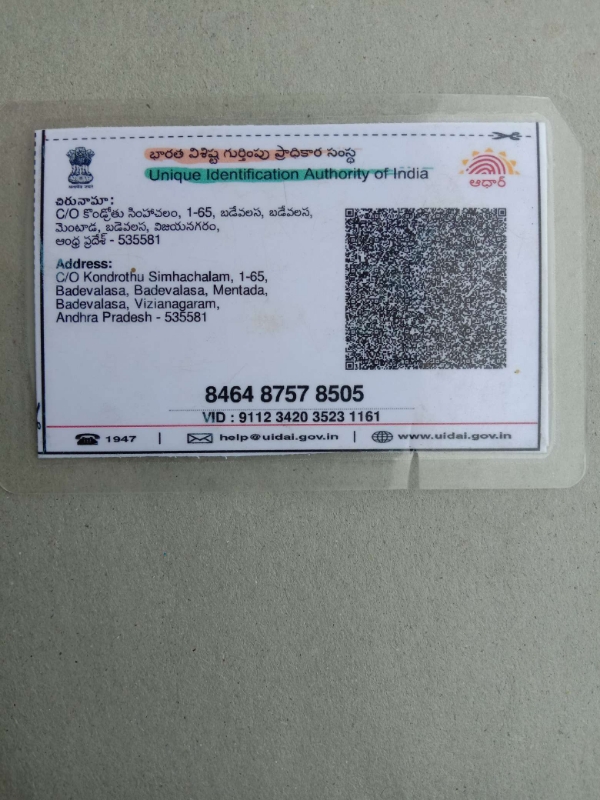 భారత విశిష్ట గుర్తింపు ప్రాధికార సంస్థ
Unique Identification Authority of India
ఆధార్
చిరునామా:
C/O కొండ్రోతు సింహాచలం, 1-65, బడేవలస, బడేవలస,
మెంటాడ, బడెవలస, విజయనగరం,
ఆంధ్ర ప్రదేశ్ - 535581
Address:
C/O Kondrothu Simhachalam, 1-65,
Badevalasa, Badevalasa, Mentada,
Badevalasa, Vizianagaram,
Andhra Pradesh - 535581
8464 8757 8505
VID : 9112 3420 3523 1161
1947 | help@uidai.gov.in | www.uidai.gov.in